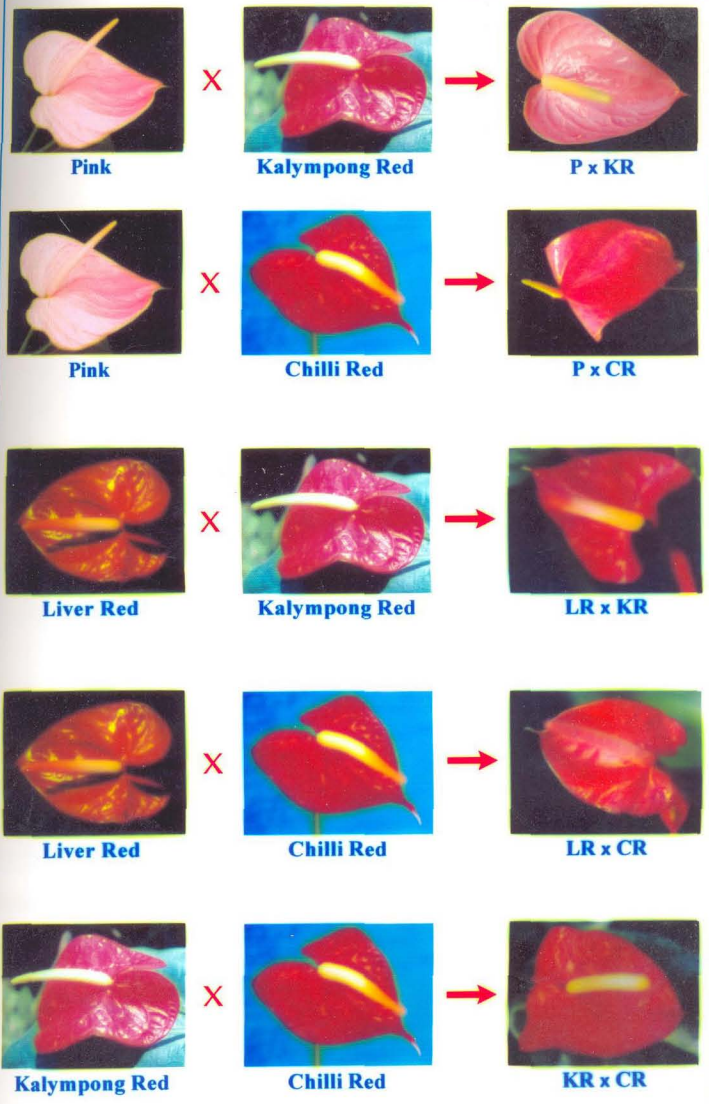 Pink X Kalympong Red P x KR
Pink X Chilli Red P x CR
Liver Red X Kalympong Red LR x KR
Liver Red X Chilli Red LR x CR
Kalympong Red X Chilli Red KR x CR